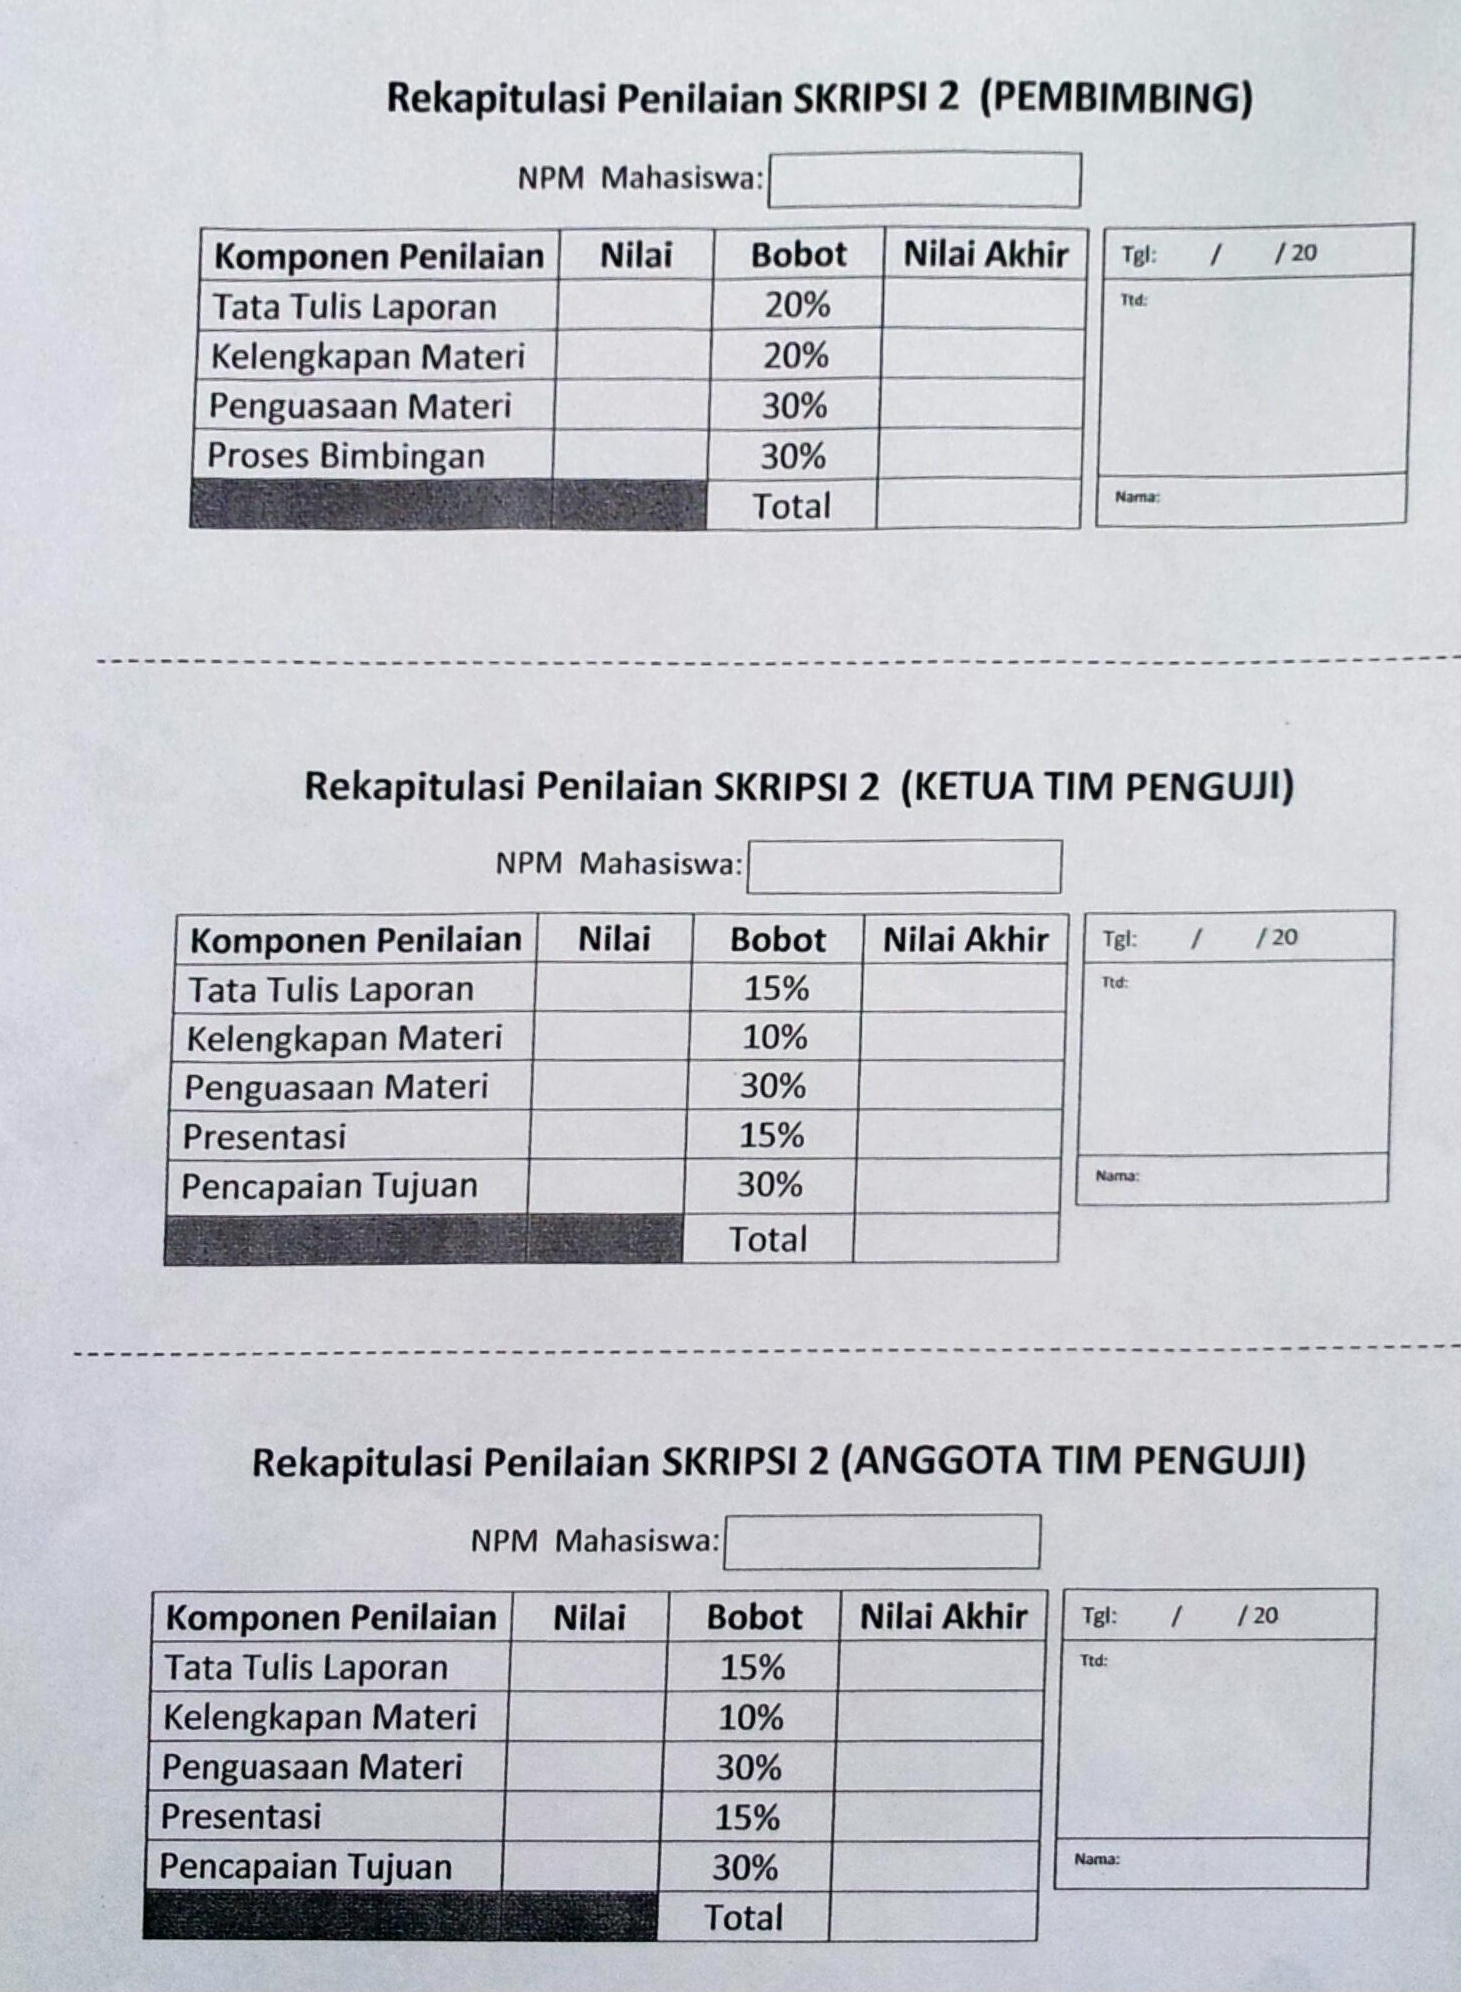 Rekapitulasi Penilaian SKRIPSI 2 (PEMBIMBING)
NPM Mahasiswa:
Komponen Penilaian Nilai Bobot Nilai Akhir
Tata Tulis Laporan 20%
Kelengkapan Materi 20%
Penguasaan Materi 30%
Proses Bimbingan 30%
Total
Tgl: / / 20
Ttd:
Nama:
Rekapitulasi Penilaian SKRIPSI 2 (KETUA TIM PENGUJI)
NPM Mahasiswa:
Komponen Penilaian Nilai Bobot Nilai Akhir
Tata Tulis Laporan 15%
Kelengkapan Materi 10%
Penguasaan Materi 30%
Presentasi 15%
Pencapaian Tujuan 30%
Total
Tgl: / / 20
Ttd:
Nama:
Rekapitulasi Penilaian SKRIPSI 2 (ANGGOTA TIM PENGUJI)
NPM Mahasiswa:
Komponen Penilaian Nilai Bobot Nilai Akhir
Tata Tulis Laporan 15%
Kelengkapan Materi 10%
Penguasaan Materi 30%
Presentasi 15%
Pencapaian Tujuan 30%
Total
Tgl: / / 20
Ttd:
Nama: